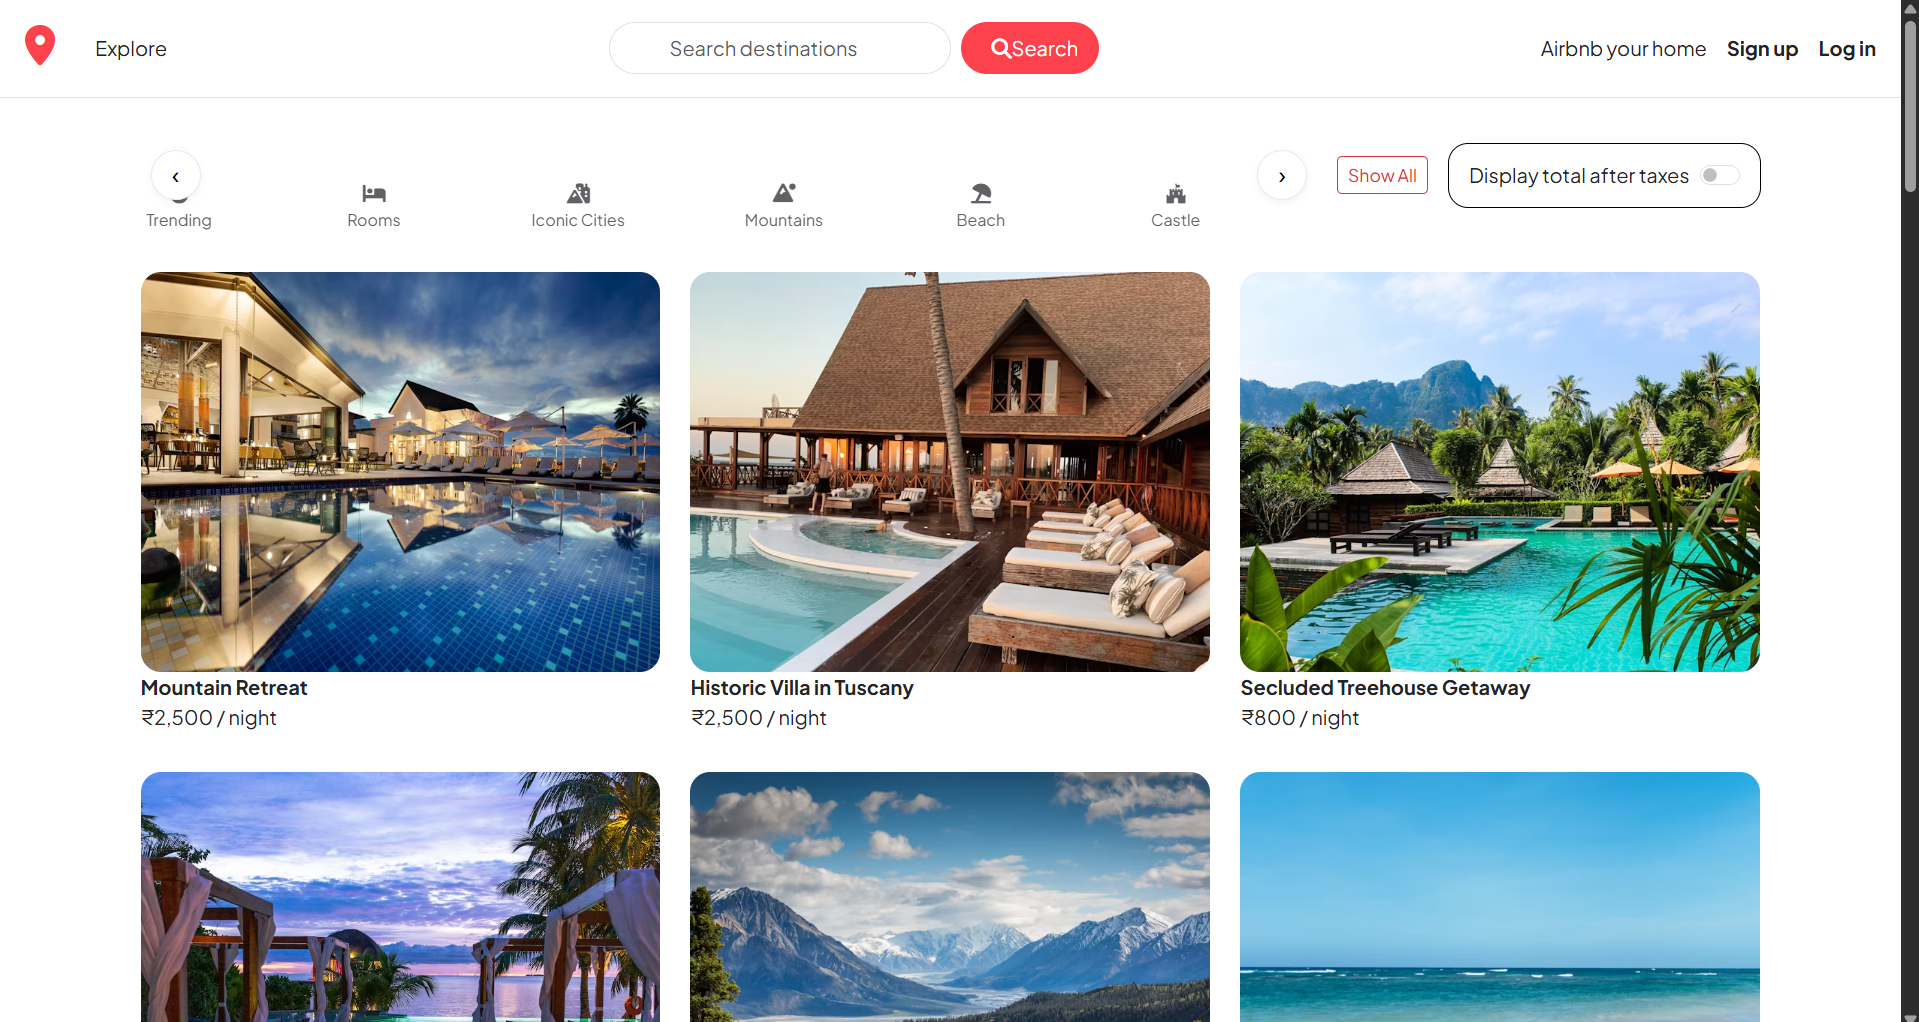 Explore
Search destinations
Search
Airbnb your home
Sign up
Log in
‹
Trending
Rooms
Iconic Cities
Mountains
Beach
Castle
›
Show All
Display total after taxes
Mountain Retreat
₹2,500 / night
Historic Villa in Tuscany
₹2,500 / night
Secluded Treehouse Getaway
₹800 / night